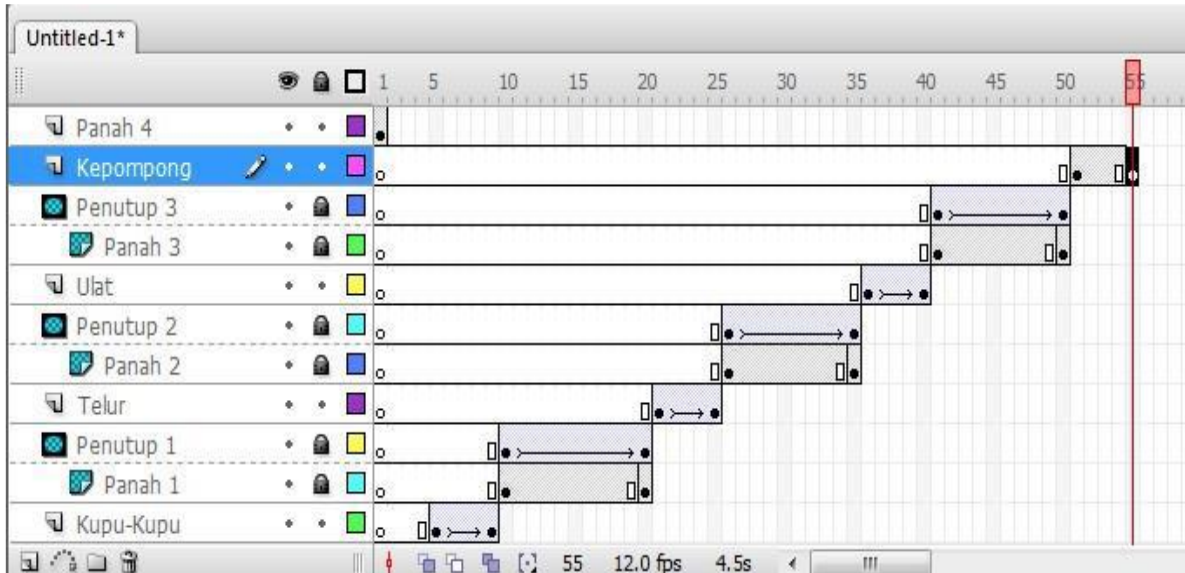 Untitled-1*
1 5 10 15 20 25 30 35 40 45 50 55
Panah 4
Kepompong
Penutup 3
Panah 3
Ulat
Penutup 2
Panah 2
Telur
Penutup 1
Panah 1
Kupu-Kupu
55 12.0 fps 4.5s